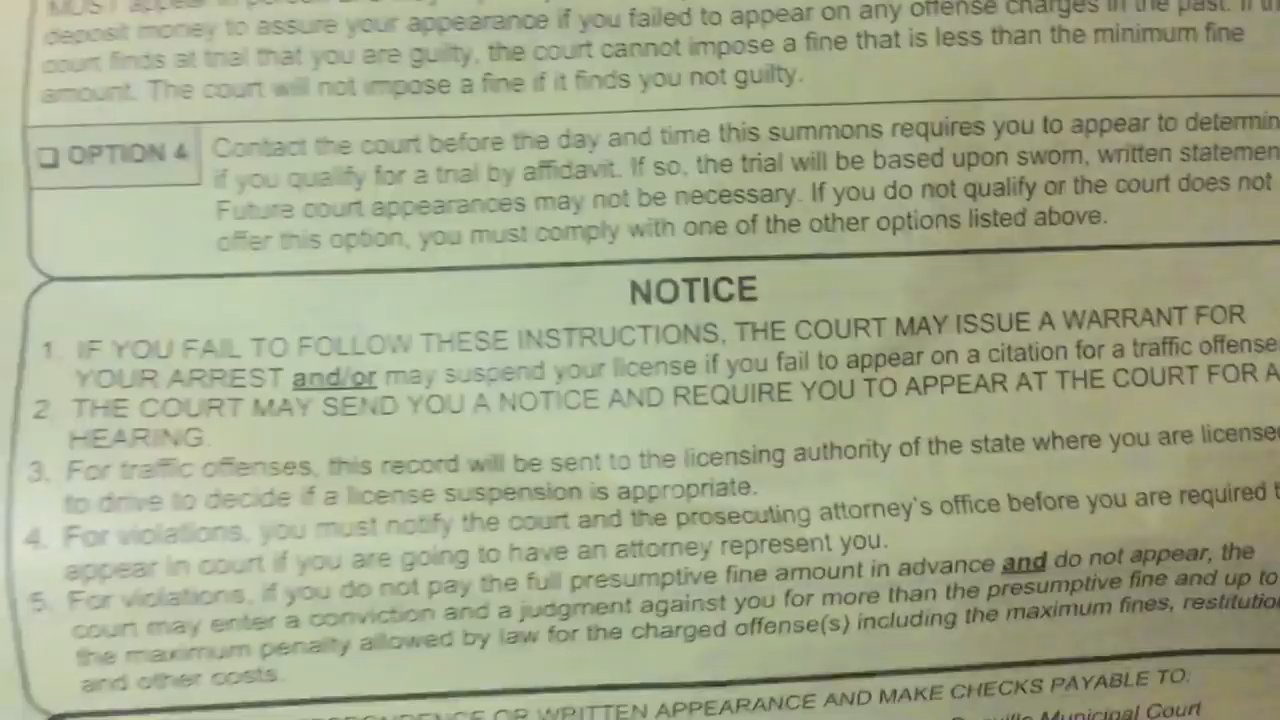 MUST appear in person
deposit money to assure your appearance if you failed to appear on any offense charges in the past. If th
court finds at trial that you are guilty, the court cannot impose a fine that is less than the minimum fine
amount. The court will not impose a fine if it finds you not guilty.
❑ OPTION 4
Contact the court before the day and time this summons requires you to appear to determin
if you qualify for a trial by affidavit. If so, the trial will be based upon sworn, written statemen
Future court appearances may not be necessary. If you do not qualify or the court does not
offer this option, you must comply with one of the other options listed above.
NOTICE
1. IF YOU FAIL TO FOLLOW THESE INSTRUCTIONS, THE COURT MAY ISSUE A WARRANT FOR
YOUR ARREST and/or may suspend your license if you fail to appear on a citation for a traffic offense
2. THE COURT MAY SEND YOU A NOTICE AND REQUIRE YOU TO APPEAR AT THE COURT FOR A
HEARING.
3. For traffic offenses, this record will be sent to the licensing authority of the state where you are license
to drive to decide if a license suspension is appropriate.
4. For violations, you must notify the court and the prosecuting attorney's office before you are required t
appear in court if you are going to have an attorney represent you.
5. For violations, if you do not pay the full presumptive fine amount in advance and do not appear, the
court may enter a conviction and a judgment against you for more than the presumptive fine and up to
the maximum penalty allowed by law for the charged offense(s) including the maximum fines, restitutio
and other costs.
OR WRITTEN APPEARANCE AND MAKE CHECKS PAYABLE TO:
Municipal Court